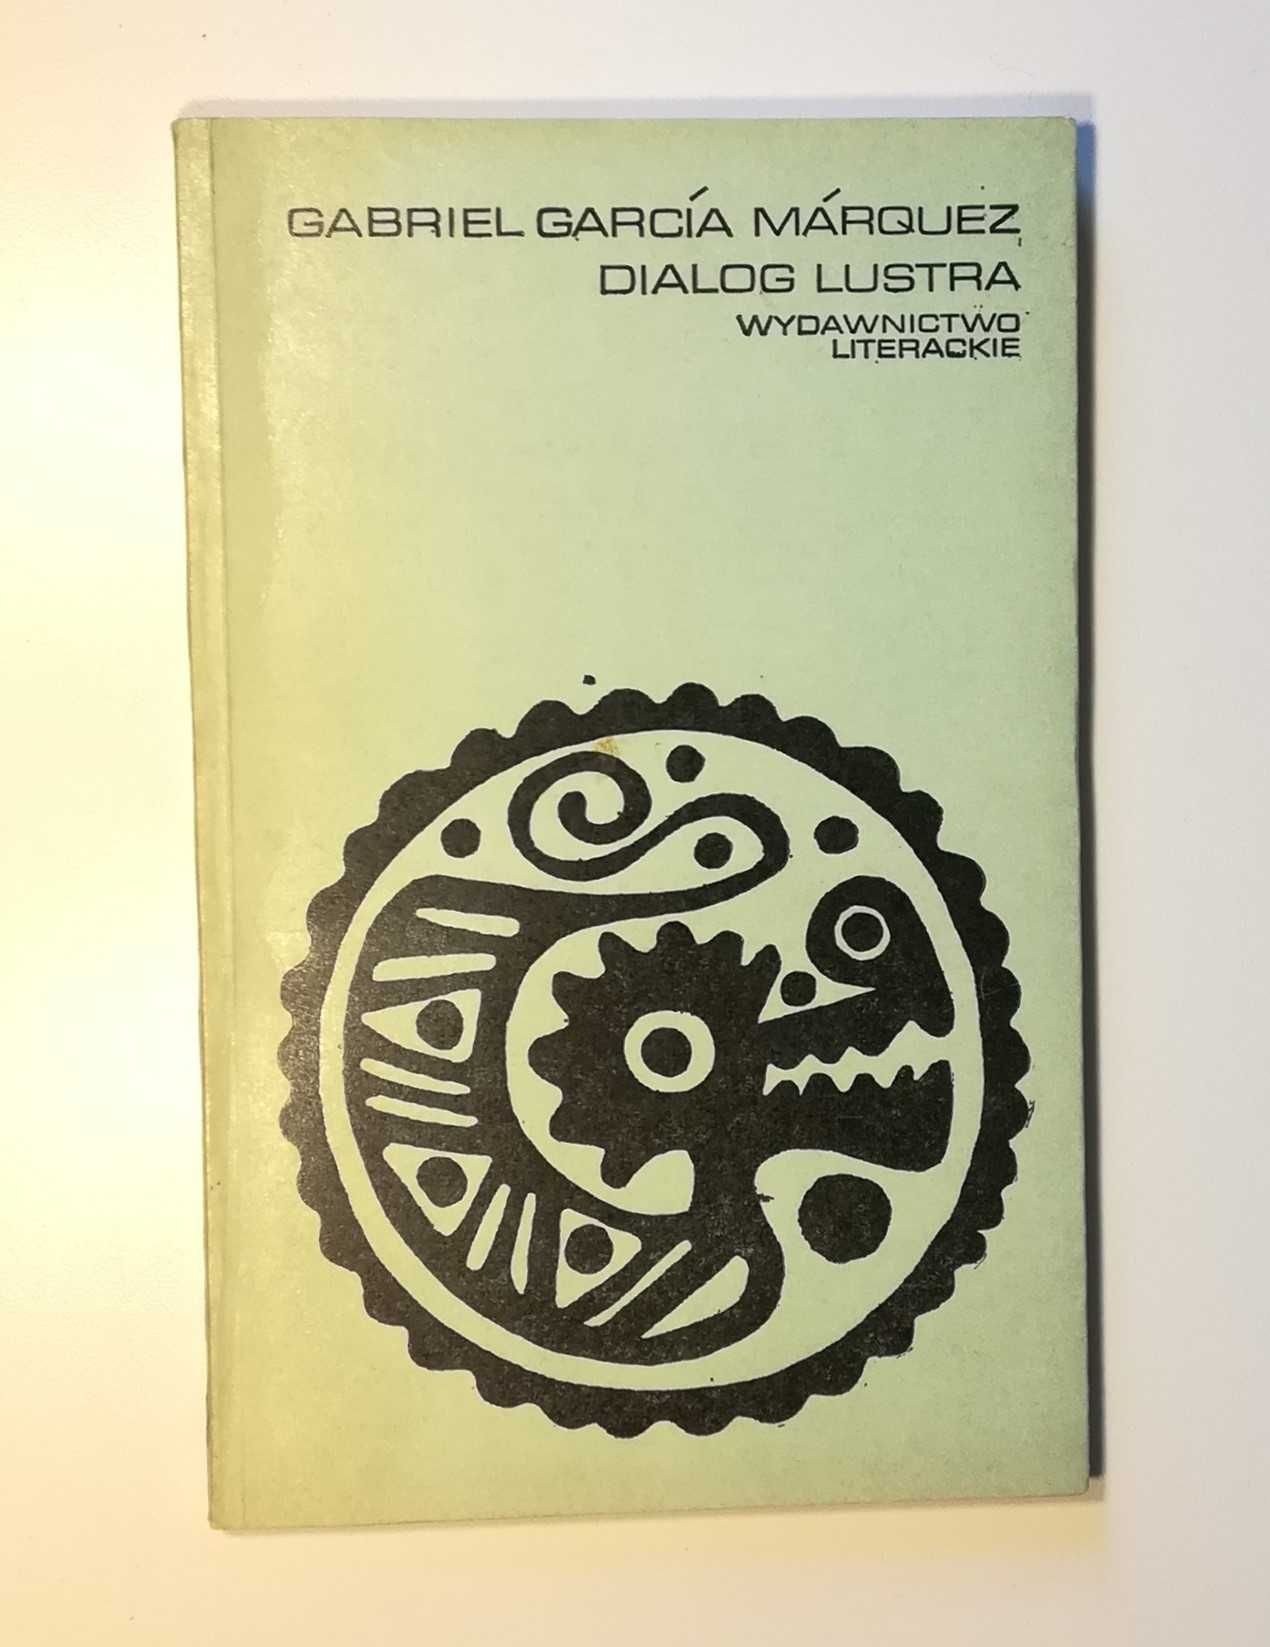 GABRIEL GARCÍA MÁRQUEZ
DIALOG LUSTRA
WYDAWNICTWO
LITERACKIE